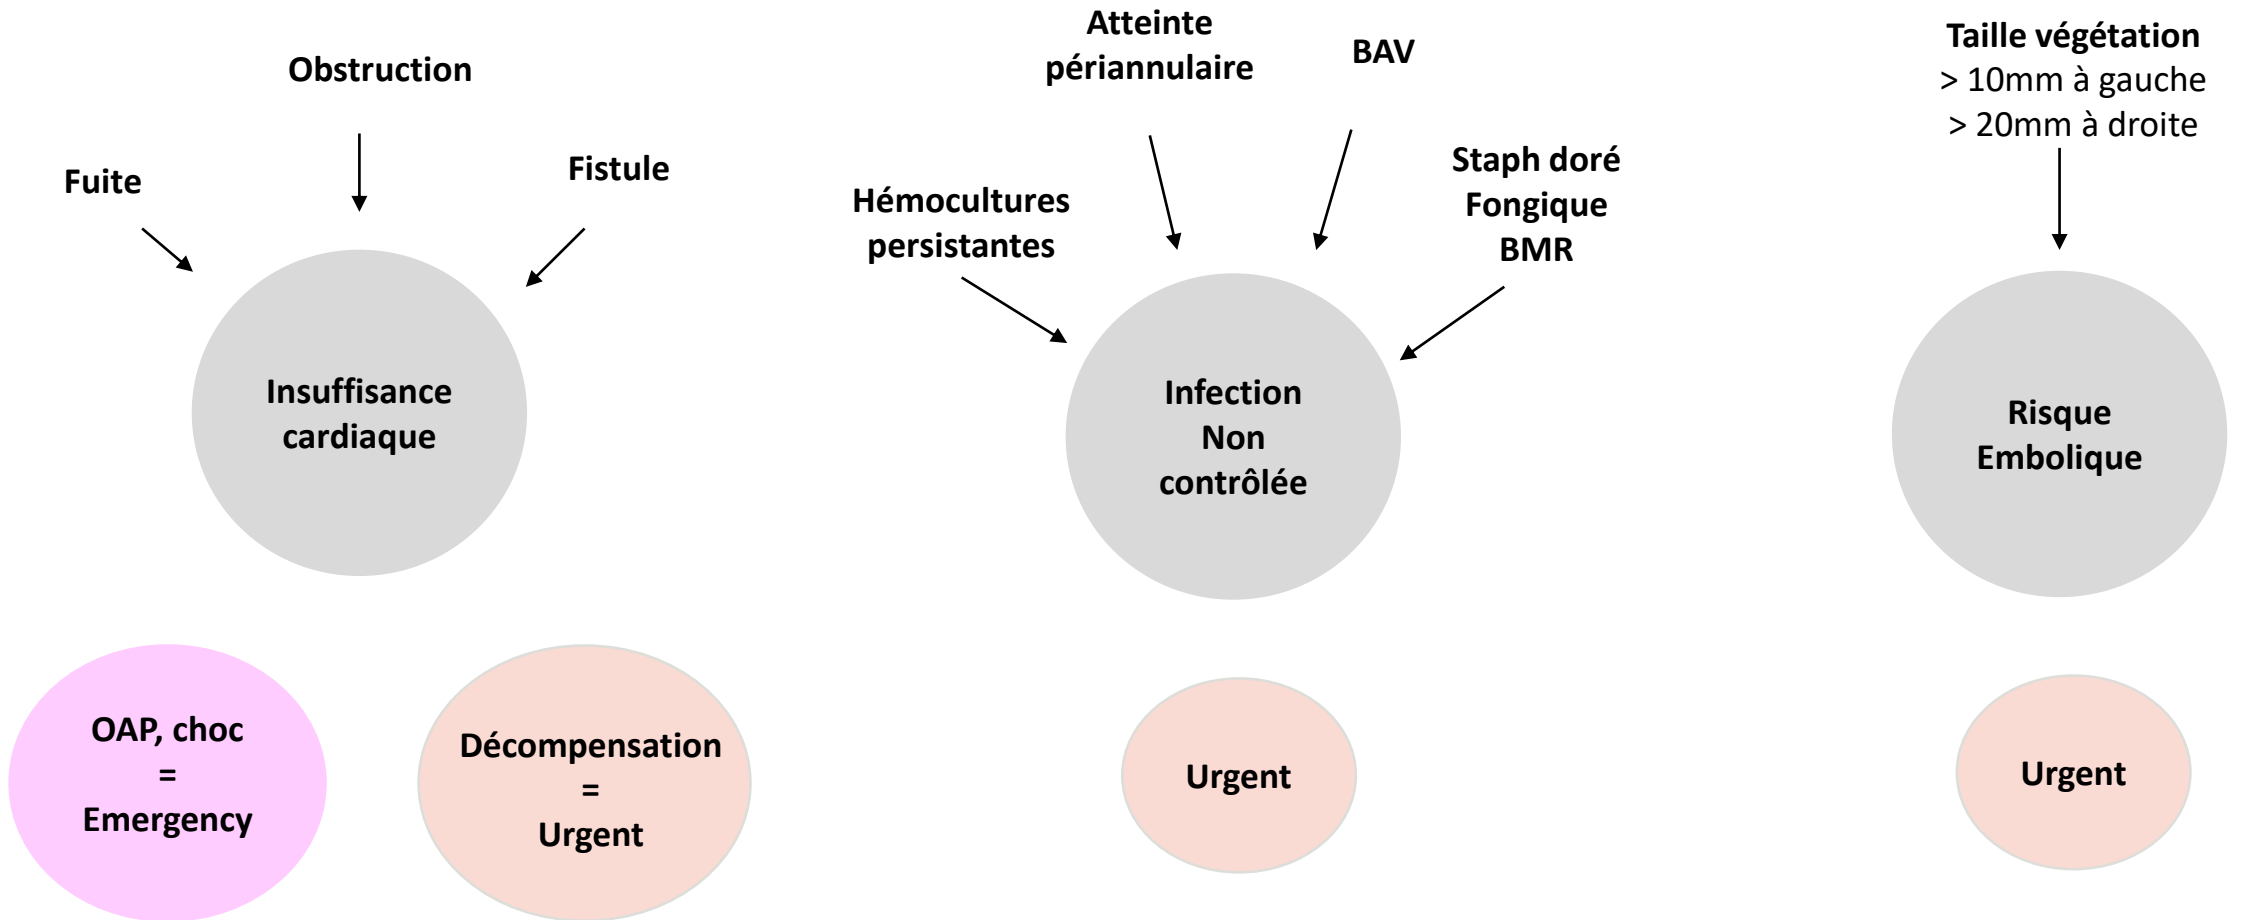 Obstruction
Fuite
Fistule
Insuffisance
cardiaque
OAP, choc
=
Emergency
Décompensation
=
Urgent
Atteinte
périannulaire
BAV
Hémocultures
persistantes
Staph doré
Fongique
BMR
Infection
Non
contrôlée
Urgent
Taille végétation
> 10mm à gauche
> 20mm à droite
Risque
Embolique
Urgent